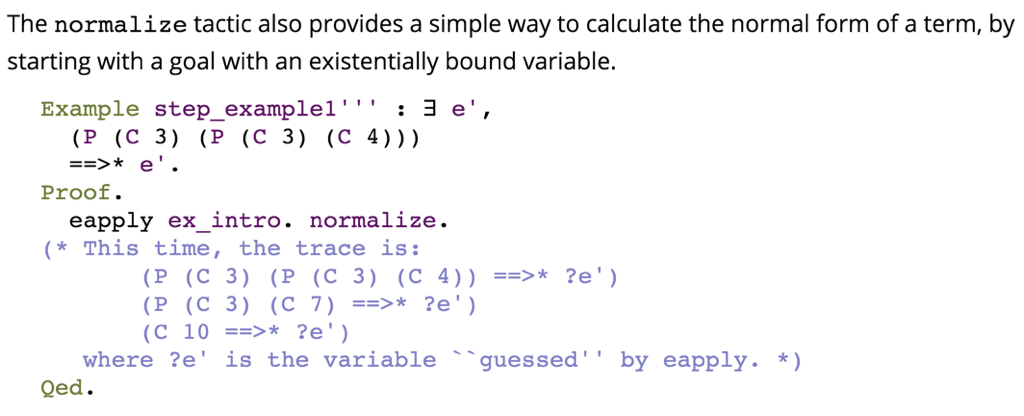 The normalize tactic also provides a simple way to calculate the normal form of a term, by
starting with a goal with an existentially bound variable.
Example step_example1''' : ∃ e',
(P (C 3) (P (C 3) (C 4)))
==>* e'.
Proof.
eapply ex_intro. normalize.
(* This time, the trace is:
(P (C 3) (P (C 3) (C 4)) ==>* ?e')
(P (C 3) (C 7) ==>* ?e')
(C 10 ==>* ?e')
where ?e' is the variable ``guessed'' by eapply. *)
Qed.